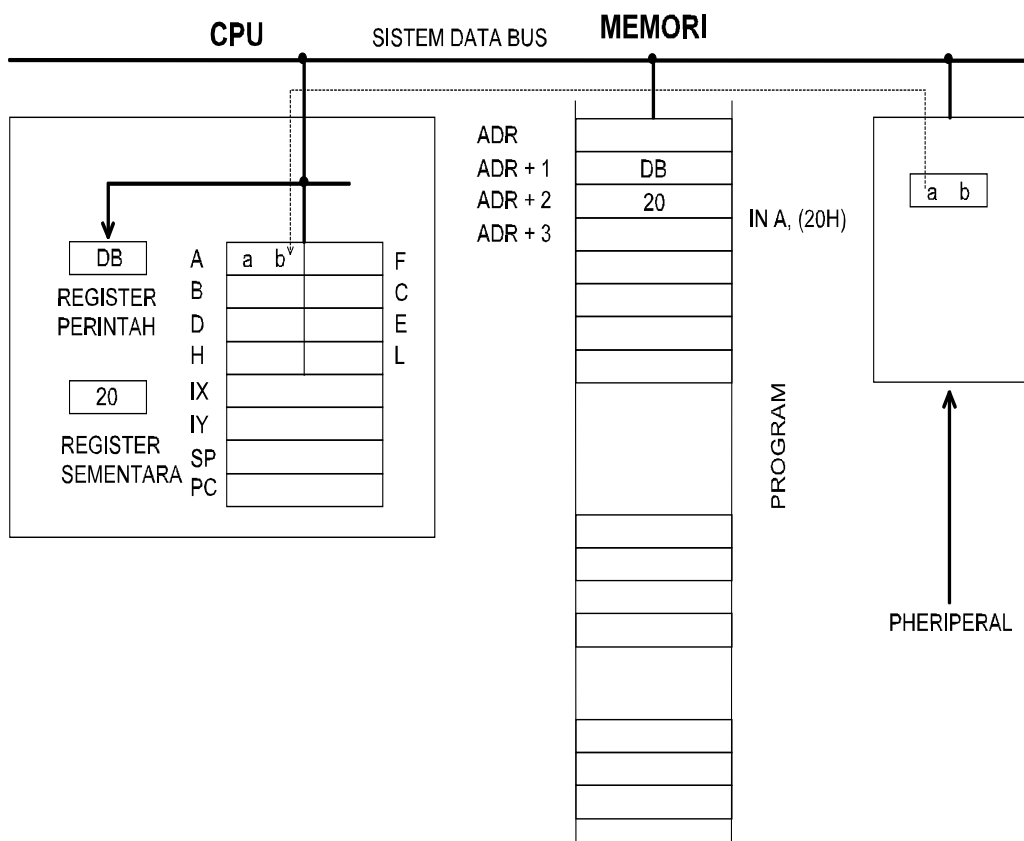 CPU
SISTEM DATA BUS
MEMORI
DB
REGISTER
PERINTAH
20
REGISTER
SEMENTARA
A
a b
F
B
C
D
E
H
L
IX
IY
SP
PC
ADR
ADR + 1
DB
ADR + 2
20
ADR + 3
IN A, (20H)
PROGRAM
a b
PHERIPERAL